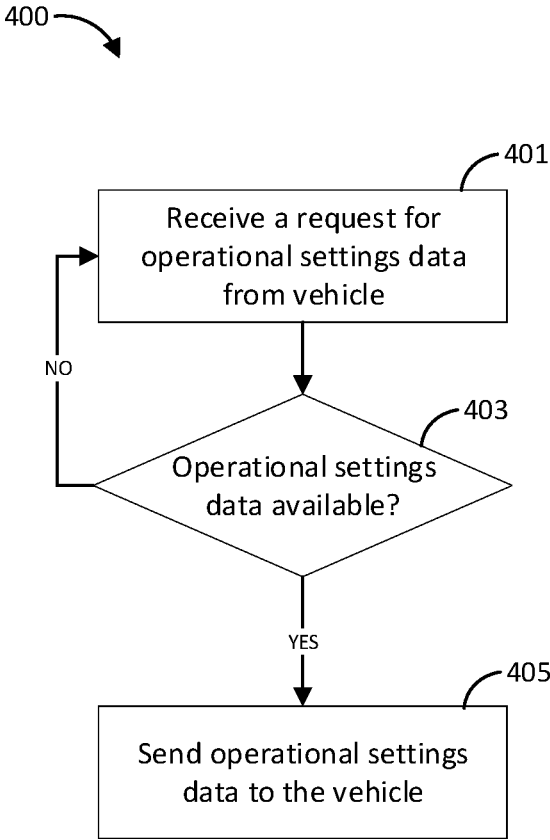 400
401
Receive a request for
operational settings data
from vehicle
NO
403
Operational settings
data available?
YES
405
Send operational settings
data to the vehicle